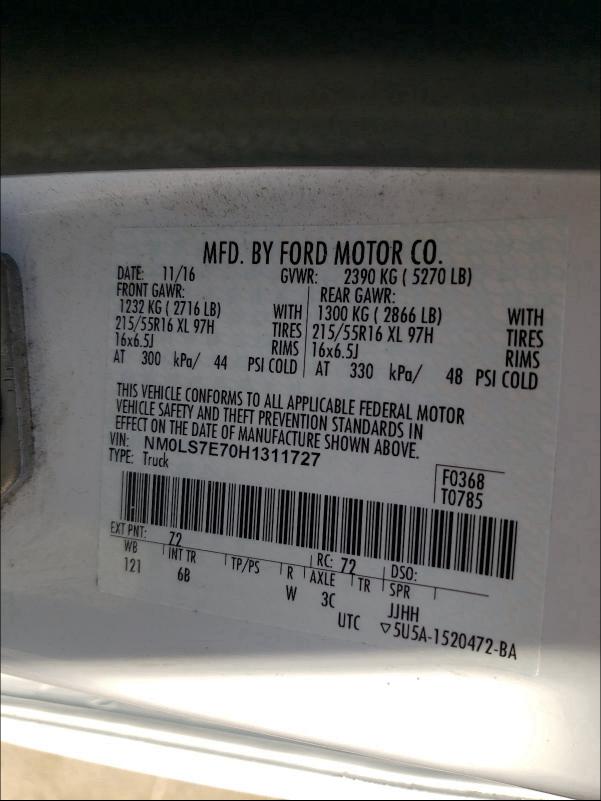 MFD. BY FORD MOTOR CO.
DATE: 11/16 GVWR: 2390 KG ( 5270 LB)
FRONT GAWR: REAR GAWR:
1232 KG ( 2716 LB) WITH 1300 KG ( 2866 LB) WITH
215/55R16 XL 97H TIRES 215/55R16 XL 97H TIRES
16x6.5J RIMS 16x6.5J RIMS
AT 300 kPa/ 44 PSI COLD AT 330 kPa/ 48 PSI COLD
THIS VEHICLE CONFORMS TO ALL APPLICABLE FEDERAL MOTOR
VEHICLE SAFETY AND THEFT PREVENTION STANDARDS IN
EFFECT ON THE DATE OF MANUFACTURE SHOWN ABOVE.
VIN: NM0LS7E70H1311727
TYPE: Truck
F0368
T0785
EXT PNT: 72 RC: 72 DSO:
WB INT TR TP/PS R AXLE TR SPR
121 6B W 3C JJHH
UTC ▽5U5A-1520472-BA